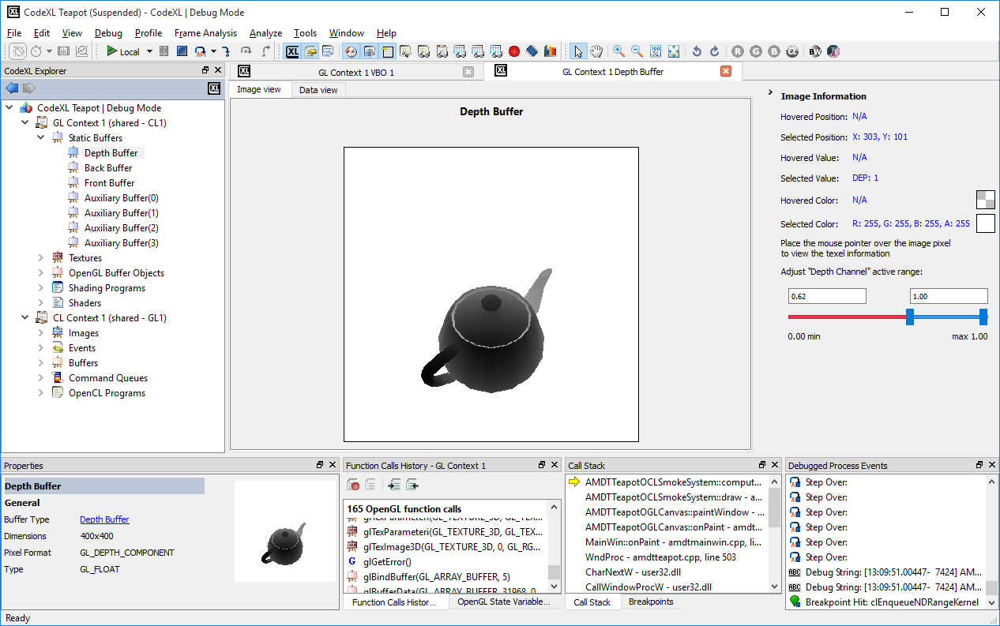 XL CodeXL Teapot (Suspended) - CodeXL | Debug Mode
File Edit View Debug Profile Frame Analysis Analyze Tools Window Help
Local XL R G B α
CodeXL Explorer
XL
CodeXL Teapot | Debug Mode
GL Context 1 (shared - CL1)
Static Buffers
Depth Buffer
Back Buffer
Front Buffer
Auxiliary Buffer(0)
Auxiliary Buffer(1)
Auxiliary Buffer(2)
Auxiliary Buffer(3)
Textures
OpenGL Buffer Objects
Shading Programs
Shaders
CL Context 1 (shared - GL1)
Images
Events
Buffers
Command Queues
OpenCL Programs
XL GL Context 1 VBO 1 XL GL Context 1 Depth Buffer
Image view Data view
Depth Buffer
Image Information
Hovered Position: N/A
Selected Position: X: 303, Y: 101
Hovered Value: N/A
Selected Value: DEP: 1
Hovered Color: N/A
Selected Color: R: 255, G: 255, B: 255, A: 255
Place the mouse pointer over the image pixel
to view the texel information
Adjust "Depth Channel" active range:
0.62 1.00
0.00 min max 1.00
Properties
Depth Buffer
General
Buffer Type Depth Buffer
Dimensions 400x400
Pixel Format GL_DEPTH_COMPONENT
Type GL_FLOAT
Function Calls History - GL Context 1
165 OpenGL function calls
glTexParameteri(GL_TEXTURE_3D, GL_TEX...
glTexParameteri(GL_TEXTURE_3D, GL_TEX...
glTexImage3D(GL_TEXTURE_3D, 0, GL_RG...
G glGetError()
glBindBuffer(GL_ARRAY_BUFFER, 5)
glBufferData(GL_ARRAY_BUFFER, 31968, 0
Function Calls Histor... OpenGL State Variable...
Call Stack
AMDTTeapotOCLSmokeSystem::comput...
AMDTTeapotOCLSmokeSystem::draw - a...
AMDTTeapotOGLCanvas::paintWindow - ...
AMDTTeapotOGLCanvas::onPaint - amdt...
MainWin::onPaint - amdtmainwin.cpp, li...
WndProc - amdtteapot.cpp, line 503
CharNextW - user32.dll
CallWindowProcW - user32.dll
Call Stack Breakpoints
Debugged Process Events
Step Over:
Step Over:
Step Over:
Step Over:
Step Over:
Step Over:
ABC Debug String: [13:09:51.00447- 7424] AM...
ABC Debug String: [13:09:51.00447- 7424] AM...
Breakpoint Hit: clEnqueueNDRangeKernel
Ready